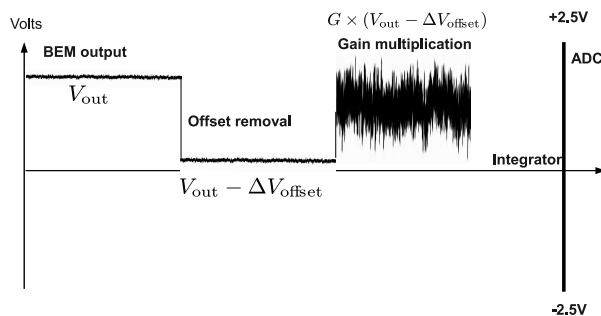 G × (V_out − ΔV_offset)
+2.5V
Volts
Gain multiplication
BEM output
ADC
V_out
Offset removal
Integrator
V_out − ΔV_offset
-2.5V